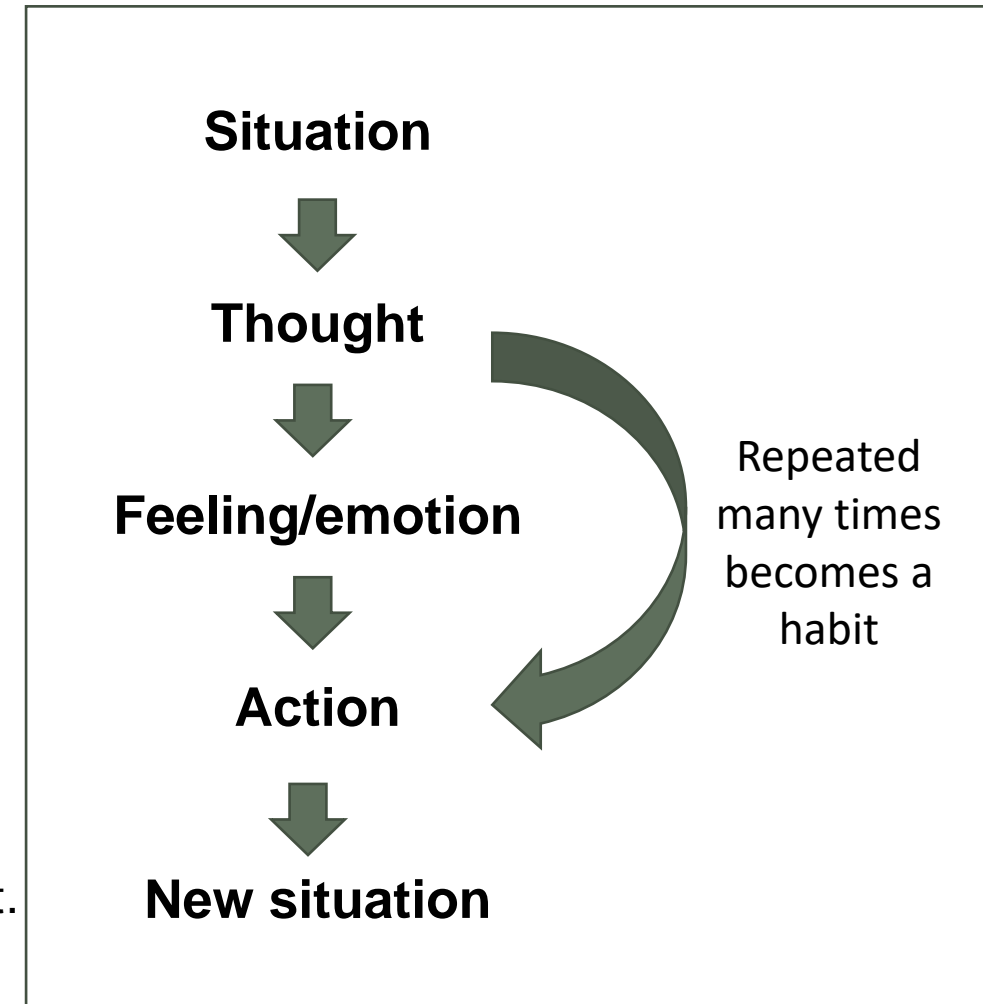 Situation
Thought
Feeling/emotion
Repeated
many times
becomes a
habit
Action
New situation
t.